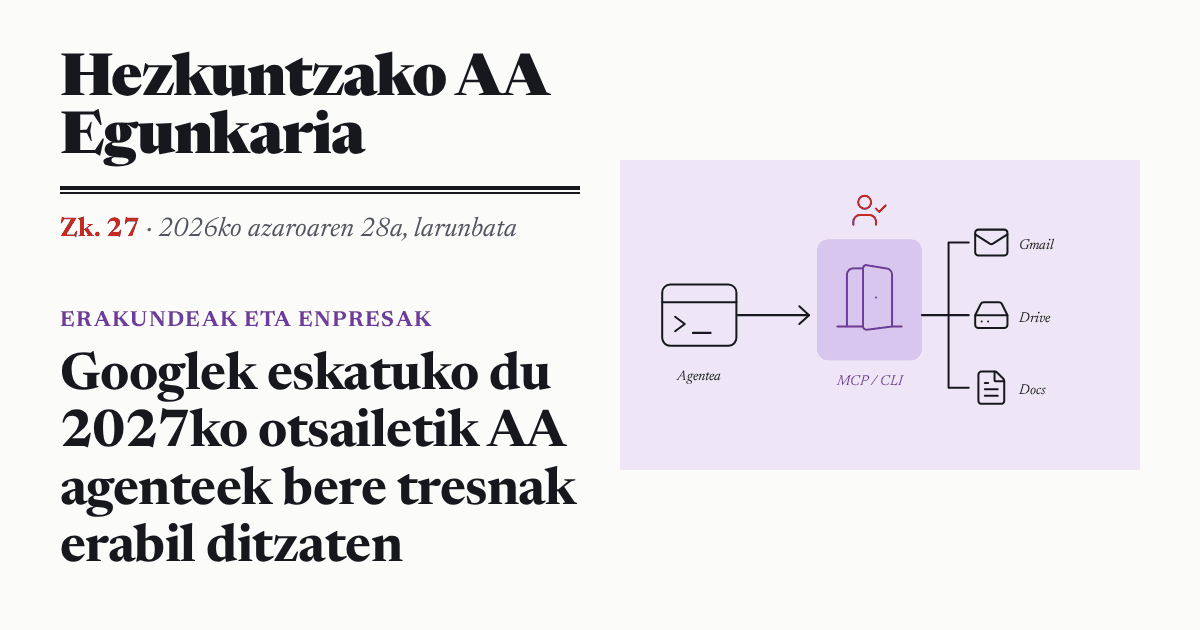 Hezkuntzako AA
Egunkaria
Zk. 27 · 2026ko azaroaren 28a, larunbata
ERAKUNDEAK ETA ENPRESAK
Googlek eskatuko du
2027ko otsailetik AA
agenteek bere tresnak
erabil ditzaten
Agentea
MCP / CLI
Gmail
Drive
Docs